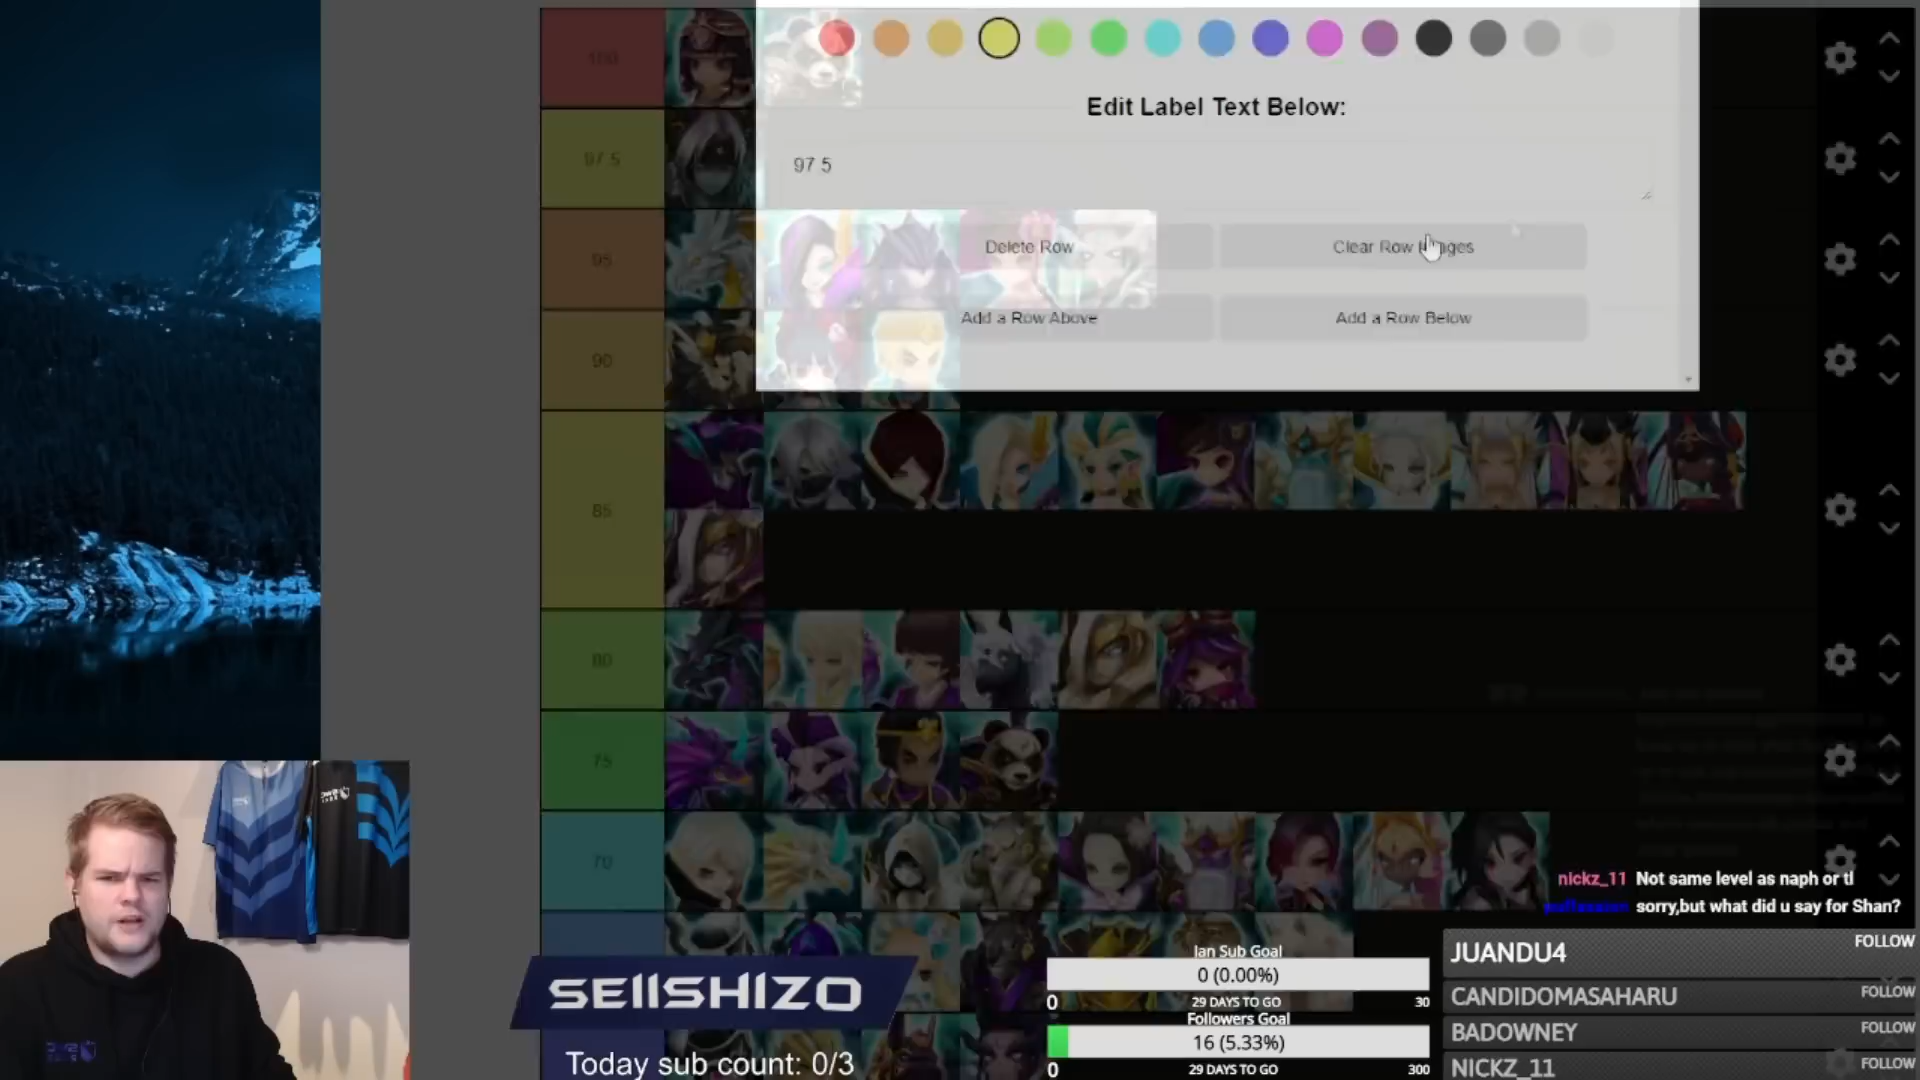 100
Edit Label Text Below:
97.5
97 5
95
Delete Row
Clear Row Images
Add a Row Above
Add a Row Below
90
85
80
75
70
nickz_11 Not same level as naph or tl
sorry,but what did u say for Shan?
SEllSHIZO
Today sub count: 0/3
Jan Sub Goal
0 (0.00%)
0
29 DAYS TO GO
30
Followers Goal
16 (5.33%)
0
29 DAYS TO GO
300
JUANDU4 FOLLOW
CANDIDOMASAHARU FOLLOW
BADOWNEY FOLLOW
NICKZ_11 FOLLOW